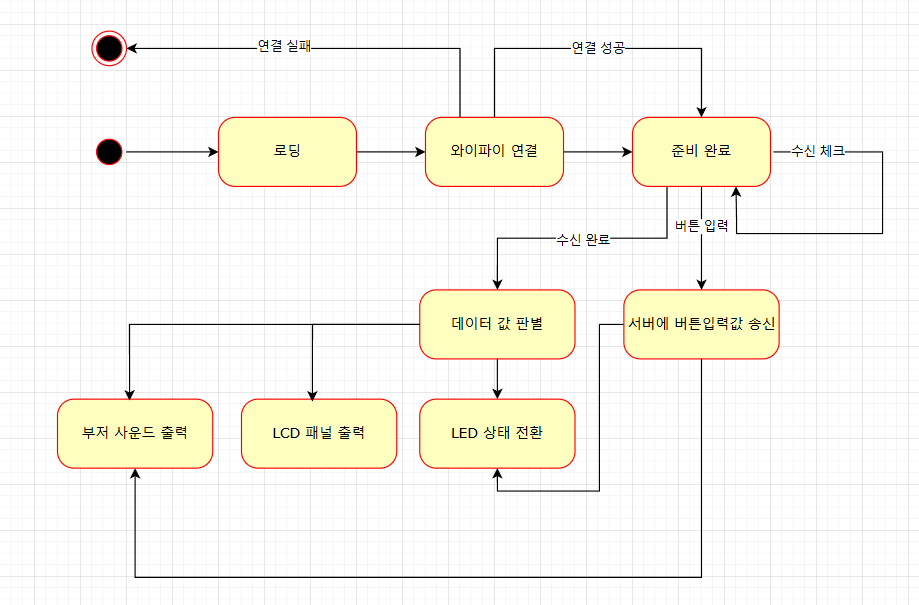 연결 실패
연결 성공
로딩
와이파이 연결
준비 완료
수신 체크
버튼 입력
수신 완료
데이터 값 판별
서버에 버튼입력값 송신
부저 사운드 출력
LCD 패널 출력
LED 상태 전환